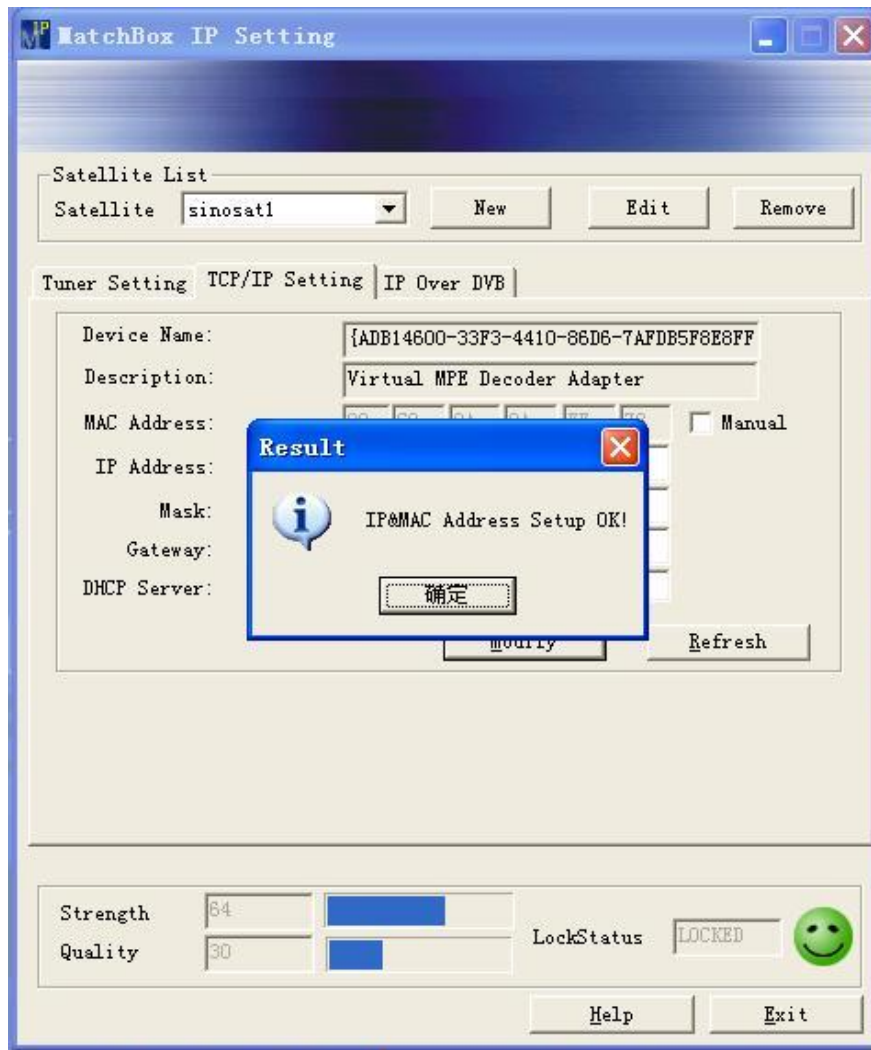 IP MatchBox IP Setting
Satellite List
Satellite sinosat1 New Edit Remove
Tuner Setting TCP/IP Setting IP Over DVB
Device Name: {ADB14600-33F3-4410-86D6-7AFDB5F8E8FF
Description: Virtual MPE Decoder Adapter
MAC Address: Manual
Result
IP Address:
IP&MAC Address Setup OK!
Mask:
Gateway:
DHCP Server:
确定
Modify Refresh
Strength 64
LockStatus LOCKED
Quality 30
Help Exit